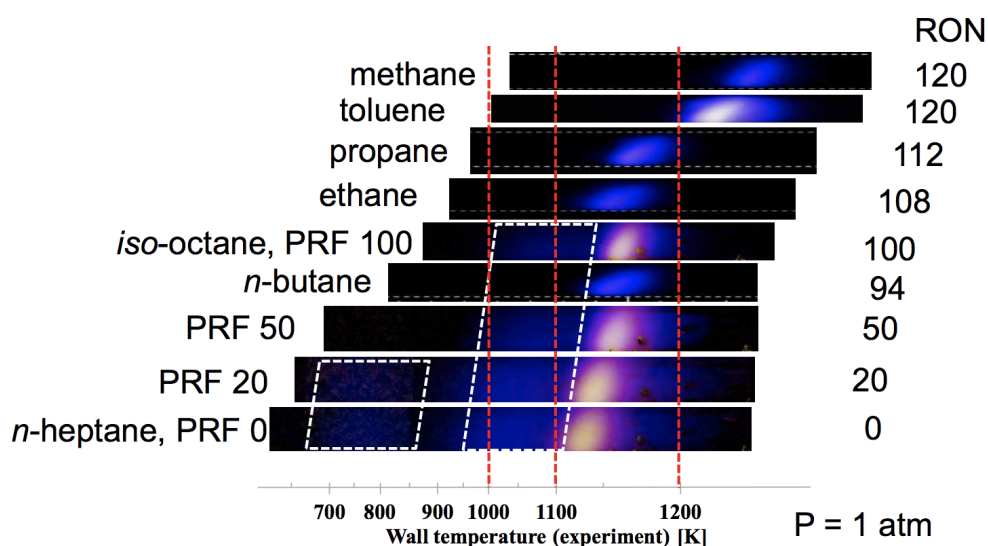 RON
methane 120
toluene 120
propane 112
ethane 108
iso-octane, PRF 100 100
n-butane 94
PRF 50 50
PRF 20 20
n-heptane, PRF 0 0
700 800 900 1000 1100 1200
Wall temperature (experiment) [K]
P = 1 atm